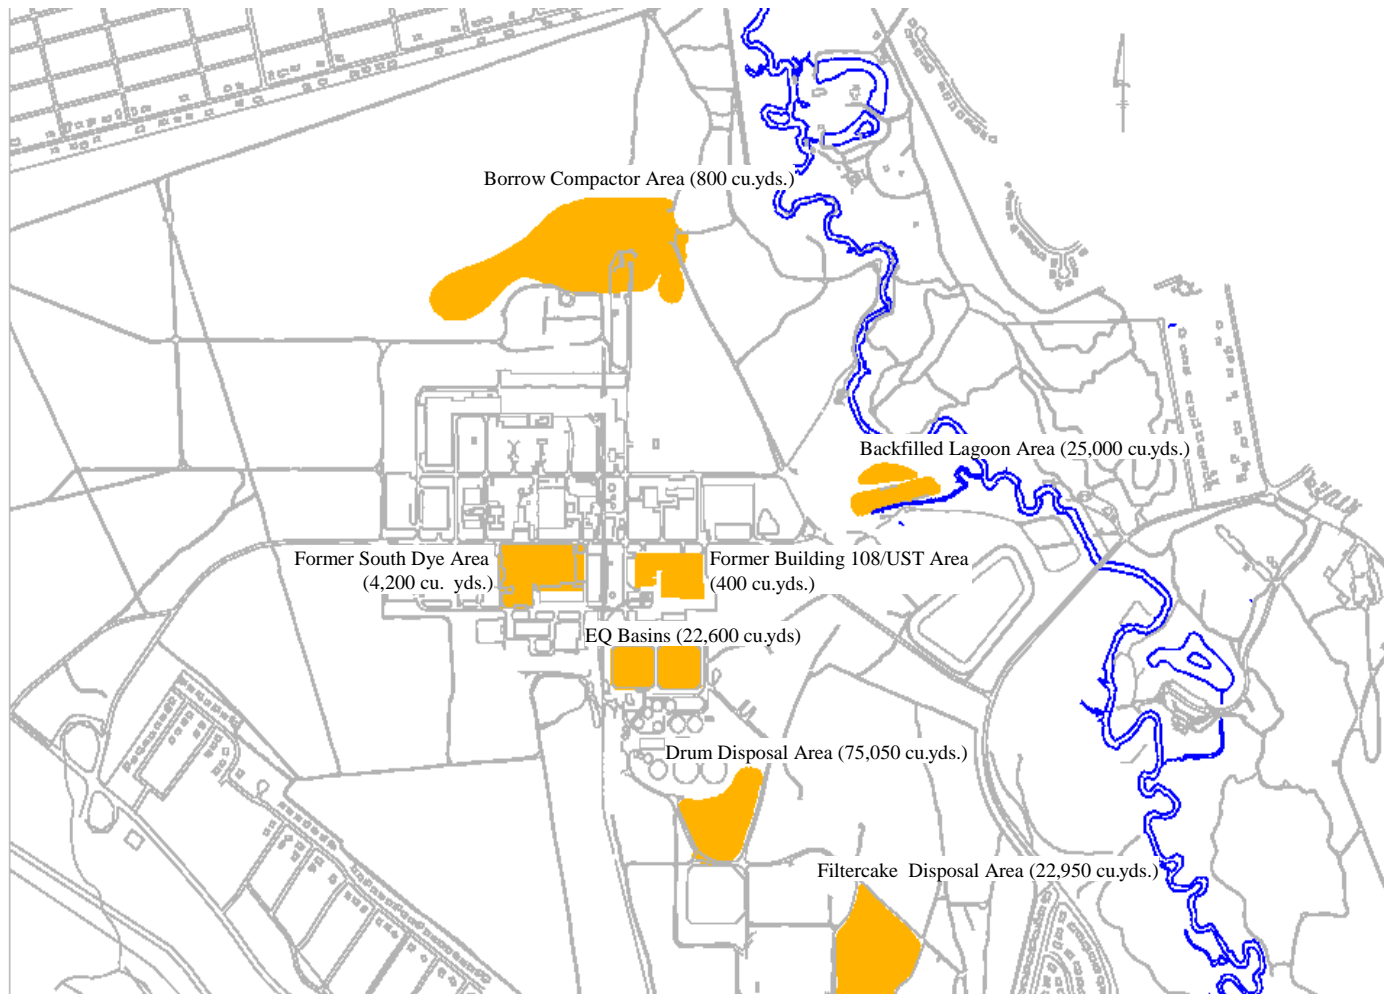 Borrow Compactor Area (800 cu.yds.)
Backfilled Lagoon Area (25,000 cu.yds.)
Former South Dye Area
(4,200 cu. yds.)
Former Building 108/UST Area
(400 cu.yds.)
EQ Basins (22,600 cu.yds)
Drum Disposal Area (75,050 cu.yds.)
Filtercake Disposal Area (22,950 cu.yds.)